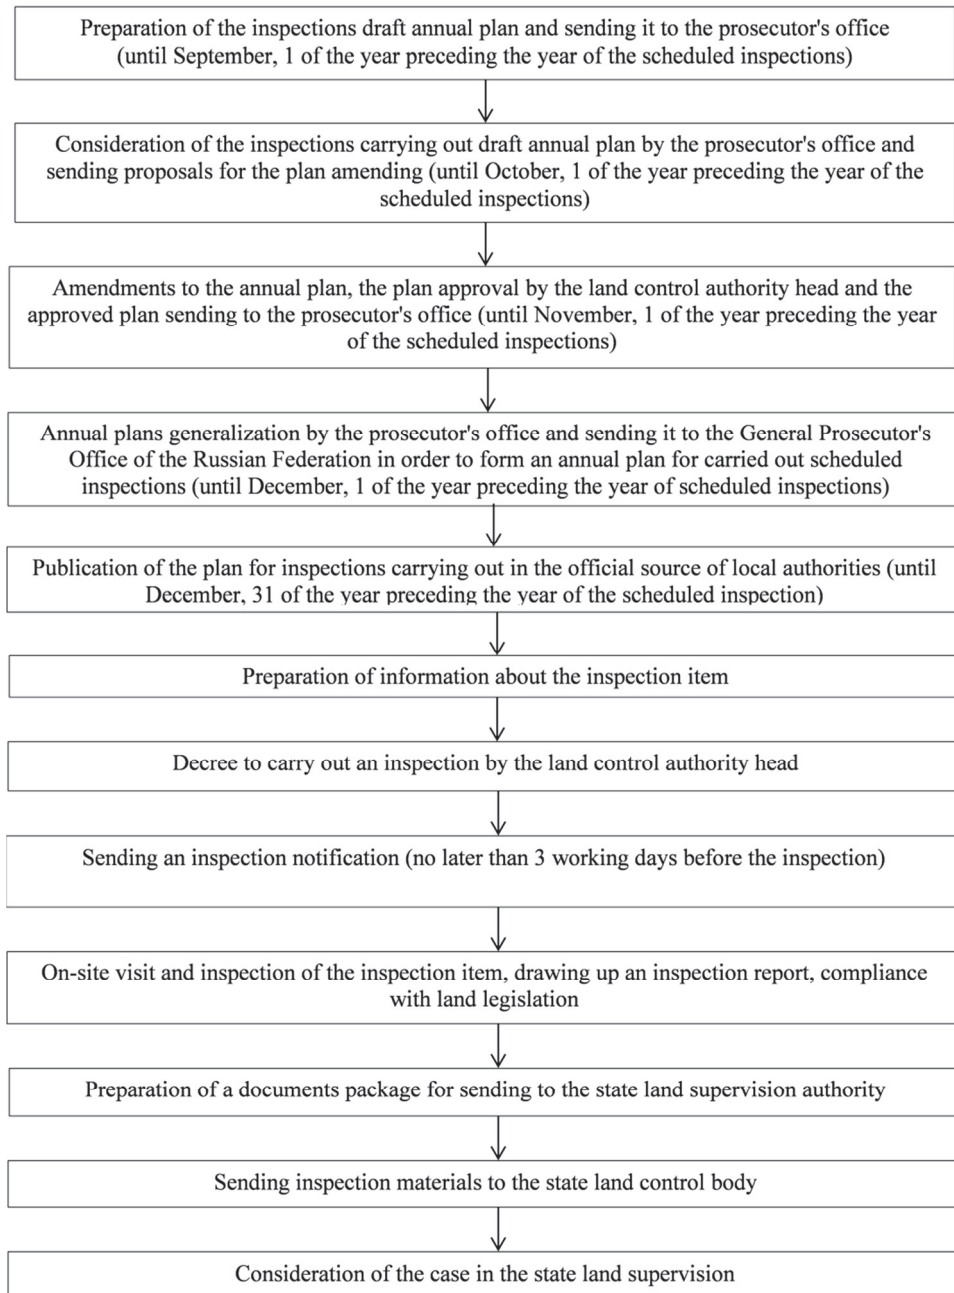 Preparation of the inspections draft annual plan and sending it to the prosecutor's office
(until September, 1 of the year preceding the year of the scheduled inspections)
Consideration of the inspections carrying out draft annual plan by the prosecutor's office and
sending proposals for the plan amending (until October, 1 of the year preceding the year of the
scheduled inspections)
Amendments to the annual plan, the plan approval by the land control authority head and the
approved plan sending to the prosecutor's office (until November, 1 of the year preceding the year
of the scheduled inspections)
Annual plans generalization by the prosecutor's office and sending it to the General Prosecutor's
Office of the Russian Federation in order to form an annual plan for carried out scheduled
inspections (until December, 1 of the year preceding the year of scheduled inspections)
Publication of the plan for inspections carrying out in the official source of local authorities (until
December, 31 of the year preceding the year of the scheduled inspection)
Preparation of information about the inspection item
Decree to carry out an inspection by the land control authority head
Sending an inspection notification (no later than 3 working days before the inspection)
On-site visit and inspection of the inspection item, drawing up an inspection report, compliance
with land legislation
Preparation of a documents package for sending to the state land supervision authority
Sending inspection materials to the state land control body
Consideration of the case in the state land supervision